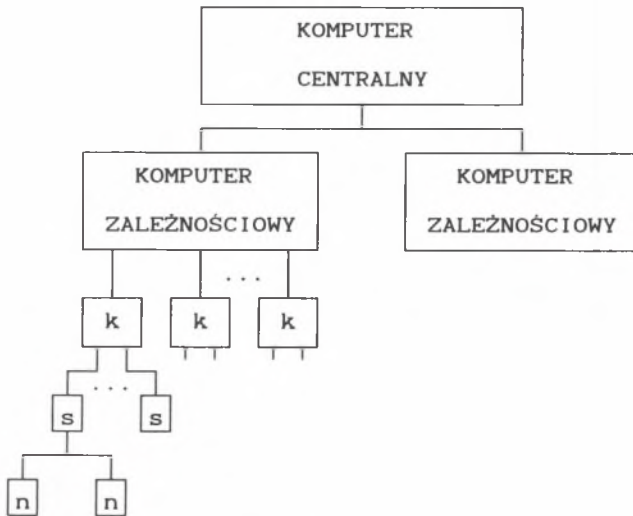 KOMPUTER
CENTRALNY
KOMPUTER
ZALEŻNOŚCIOWY
KOMPUTER
ZALEŻNOŚCIOWY
...
k
k
k
...
s
s
n
n